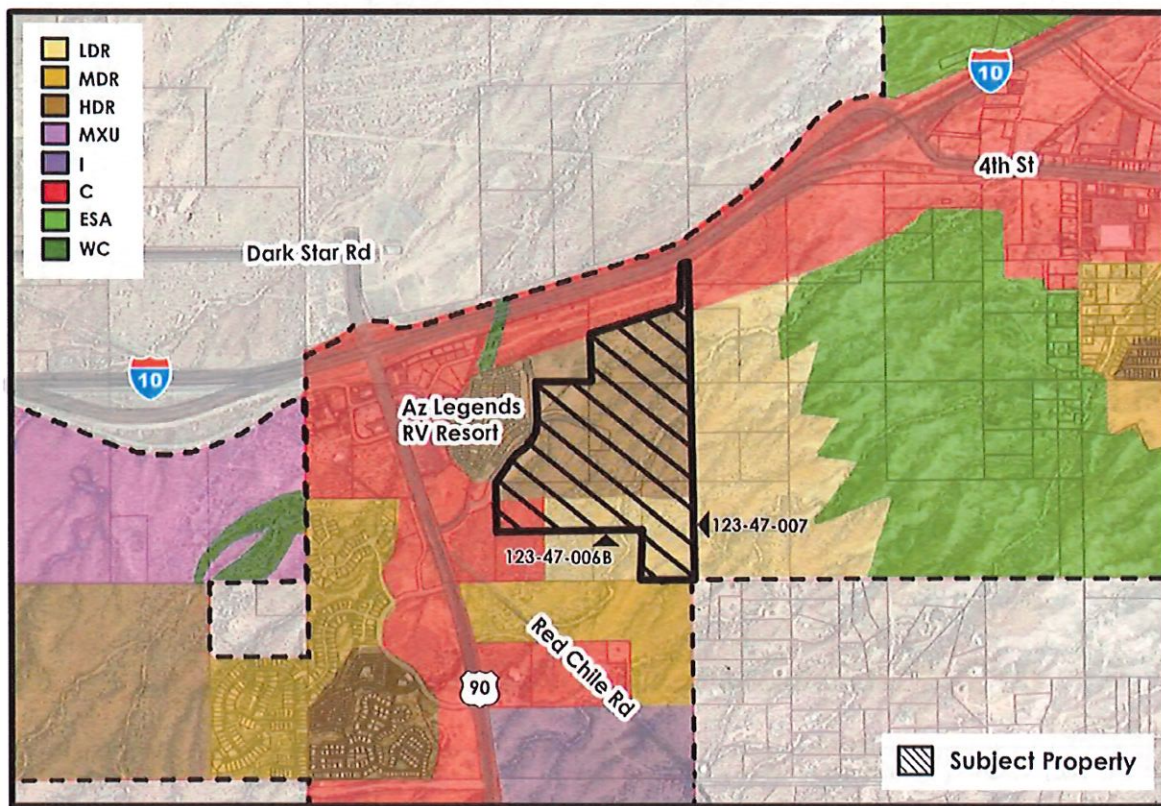 LDR
MDR
HDR
MXU
I
C
ESA
WC
10
4th St
Dark Star Rd
10
Az Legends
RV Resort
123-47-007
123-47-006B
Red Chile Rd
90
Subject Property